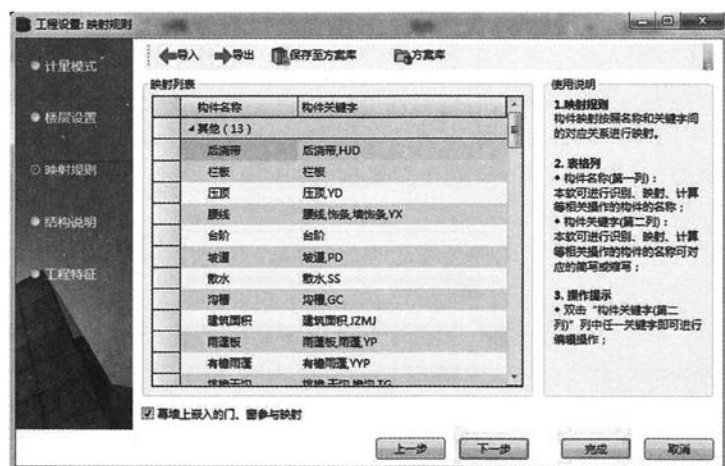 工程设置: 映射规则
计量模式
楼层设置
映射规则
结构说明
工程特征
导入 导出 保存至方案库 方案库
映射列表
构件名称 构件关键字
其他 ( 13 )
后浇带 后浇带,HJD
栏板 栏板
压顶 压顶,YD
腰线 腰线,饰条,墙饰条,YX
台阶 台阶
坡道 坡道,PD
散水 散水,SS
沟槽 沟槽,GC
建筑面积 建筑面积,JZMJ
雨蓬板 雨蓬板,雨蓬,YP
有檐雨蓬 有檐雨蓬,YYP
幕墙上嵌入的门、窗参与映射
使用说明
1.映射规则
构件映射按照名称和关键字间
的对应关系进行映射。
2. 表格列
• 构件名称(第一列)：
本软可进行识别、映射、计算
等相关操作的构件的名称；
• 构件关键字(第二列)：
本软可进行识别、映射、计算
等相关操作的构件的名称可对
应的简写或缩写；
3. 操作提示
• 双击“构件关键字(第二
列)”列中任一关键字即可进行
编辑操作；
上一步 下一步 完成 取消